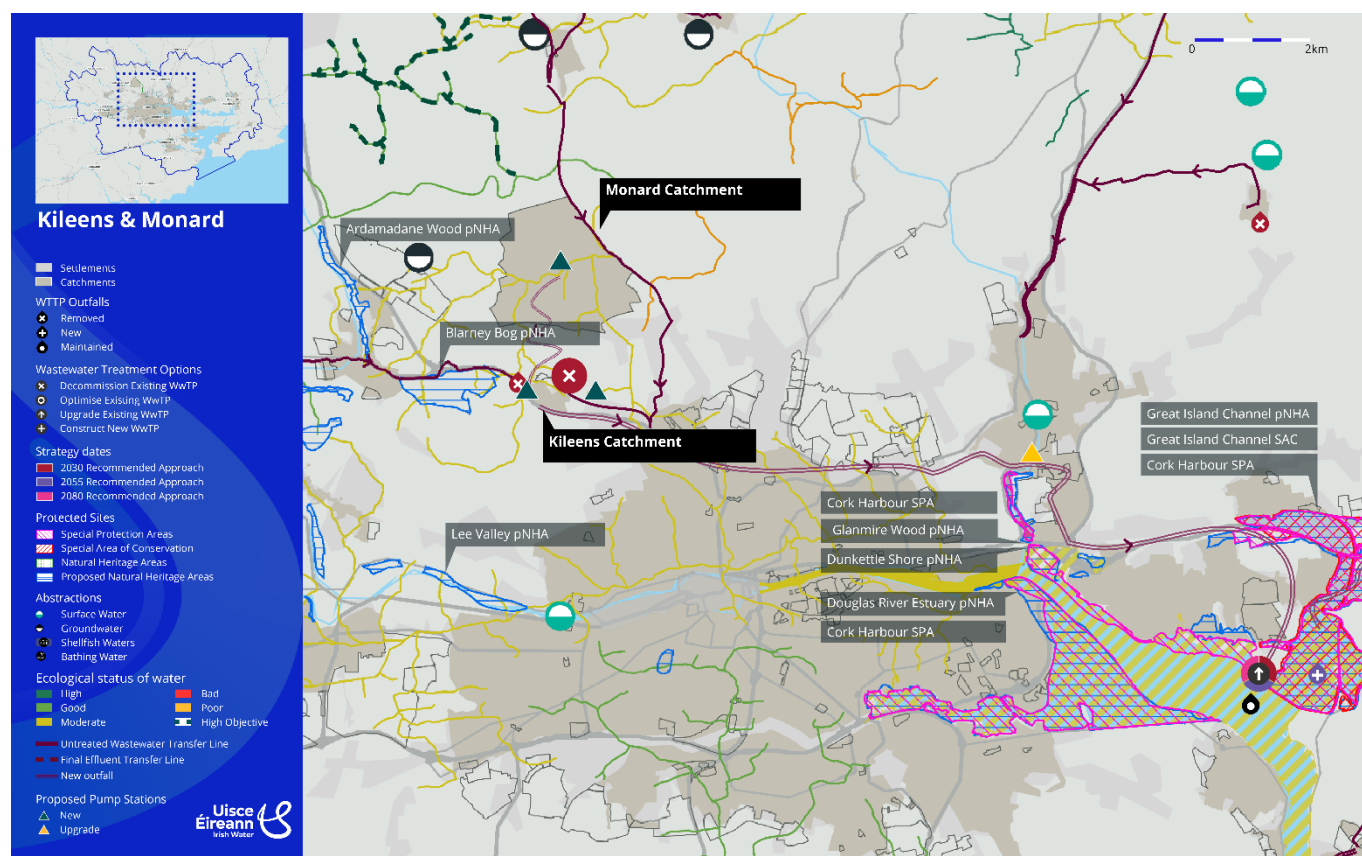 Kileens & Monard
Settlements
Catchments
WTTP Outfalls
Removed
New
Maintained
Wastewater Treatment Options
Decommission Existing WwTP
Optimise Exisung WwTP
Upgrade Existing WwTP
Construct New WwTP
Strategy dates
2030 Recommended Approach
2055 Recommended Approach
2080 Recommended Approach
Protected Sites
Special Protection Areas
Special Area of Conservation
Natural Heritage Areas
Proposed Natural Heritage Areas
Abstractions
Surface Water
Groundwater
Shellfish Waters
Bathing Water
Ecological status of water
High
Bad
Good
Poor
Moderate
High Objective
Untreated Wastewater Transfer Line
Final Effluent Transfer Line
New outfall
Proposed Pump Stations
New
Upgrade
Uisce
Éireann
Irish Water
0 2km
Monard Catchment
Ardamadane Wood pNHA
Blarney Bog pNHA
Kileens Catchment
Great Island Channel pNHA
Great Island Channel SAC
Cork Harbour SPA
Cork Harbour SPA
Glanmire Wood pNHA
Dunkettle Shore pNHA
Lee Valley pNHA
Douglas River Estuary pNHA
Cork Harbour SPA